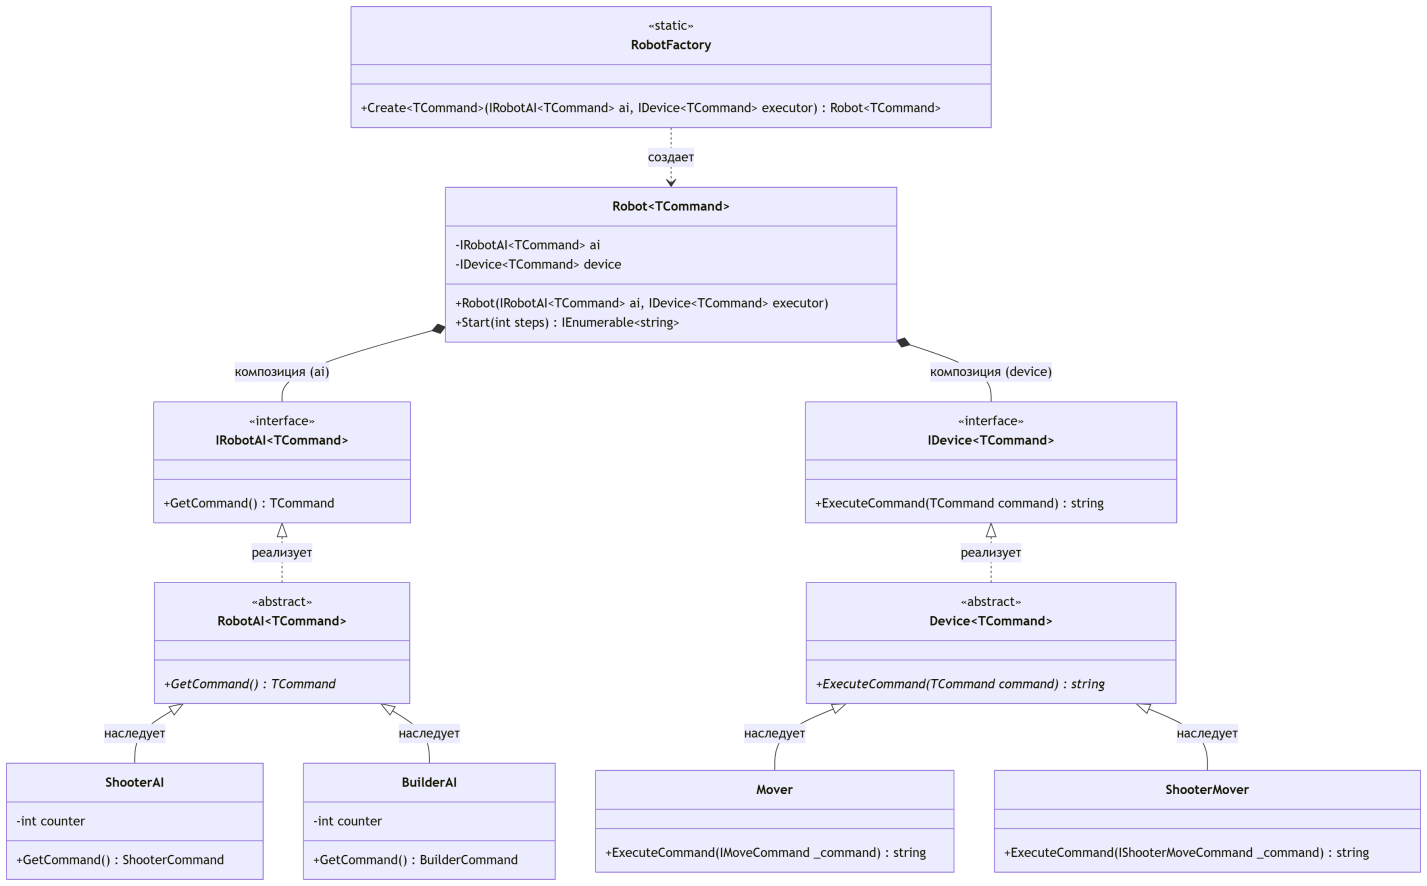 «static»
RobotFactory
+Create<TCommand>(IRobotAI<TCommand> ai, IDevice<TCommand> executor) : Robot<TCommand>
создает
Robot<TCommand>
-IRobotAI<TCommand> ai
-IDevice<TCommand> device
+Robot(IRobotAI<TCommand> ai, IDevice<TCommand> executor)
+Start(int steps) : IEnumerable<string>
композиция (ai)
композиция (device)
«interface»
IRobotAI<TCommand>
+GetCommand() : TCommand
«interface»
IDevice<TCommand>
+ExecuteCommand(TCommand command) : string
реализует
реализует
«abstract»
RobotAI<TCommand>
+GetCommand() : TCommand
«abstract»
Device<TCommand>
+ExecuteCommand(TCommand command) : string
наследует
наследует
наследует
наследует
ShooterAI
-int counter
+GetCommand() : ShooterCommand
BuilderAI
-int counter
+GetCommand() : BuilderCommand
Mover
+ExecuteCommand(IMoveCommand _command) : string
ShooterMover
+ExecuteCommand(IShooterMoveCommand _command) : string